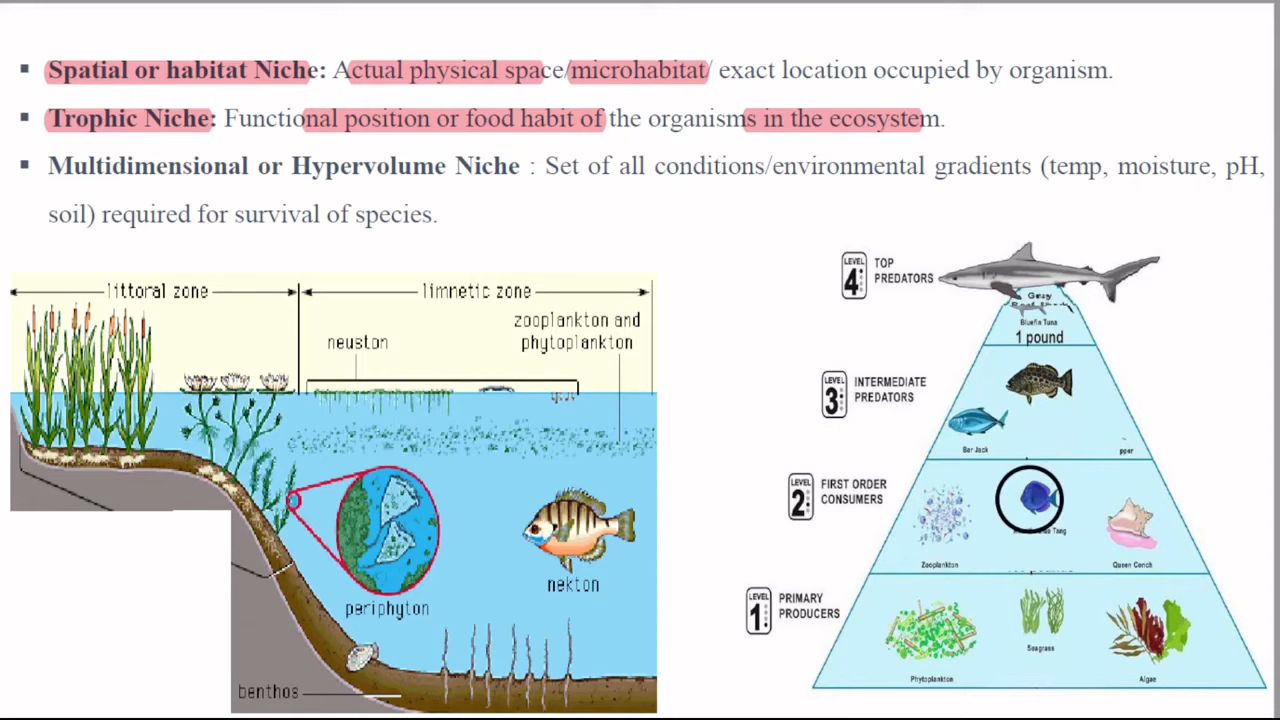 ▪ Spatial or habitat Niche: Actual physical space/microhabitat/ exact location occupied by organism.
▪ Trophic Niche: Functional position or food habit of the organisms in the ecosystem.
▪ Multidimensional or Hypervolume Niche : Set of all conditions/environmental gradients (temp, moisture, pH,
soil) required for survival of species.
littoral zone
limnetic zone
zooplankton and
phytoplankton
neuston
periphyton
nekton
benthos
LEVEL
4
TOP
PREDATORS
Bluefin Tuna
1 pound
LEVEL
3
INTERMEDIATE
PREDATORS
Bar Jack
pper
LEVEL
2
FIRST ORDER
CONSUMERS
Zooplankton
Tang
Queen Conch
LEVEL
1
PRIMARY
PRODUCERS
Phytoplankton
Seagrass
Algae